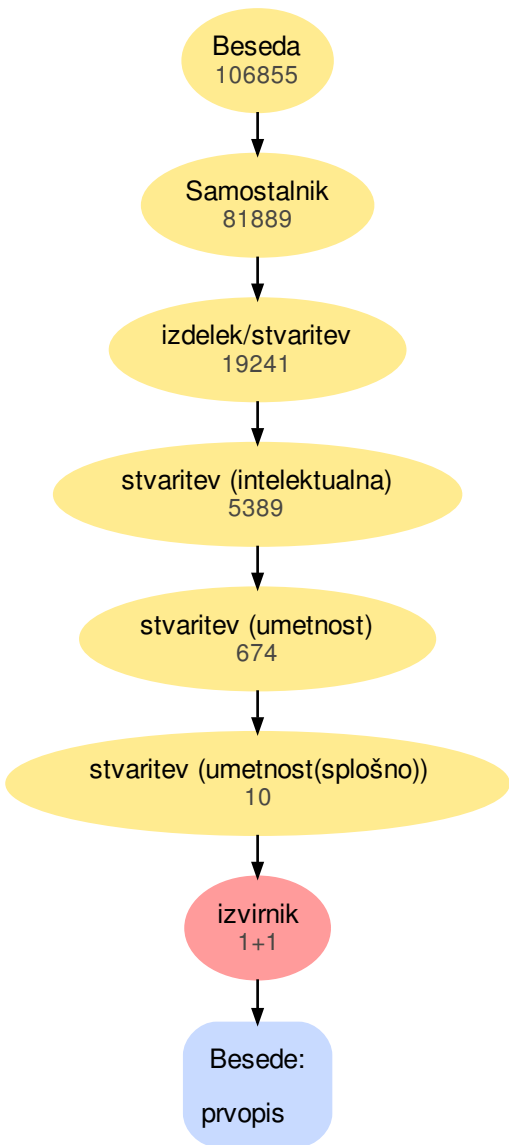 Beseda
106855
Samostalnik
81889
izdelek/stvaritev
19241
stvaritev (intelektualna)
5389
stvaritev (umetnost)
674
stvaritev (umetnost(splošno))
10
izvirnik
1+1
Besede:
prvopis